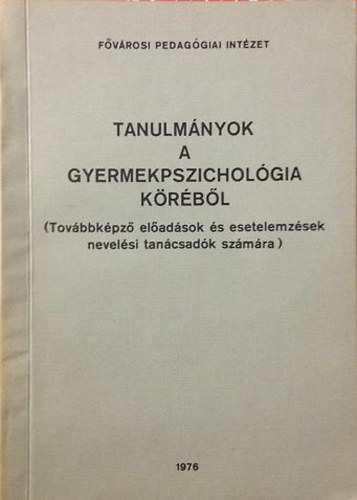 FŐVÁROSI PEDAGÓGIAI INTÉZET
TANULMÁNYOK
A
GYERMEKPSZICHOLÓGIA
KÖRÉBŐL
(Továbbképző előadások és esetelemzések
nevelési tanácsadók számára)
1976